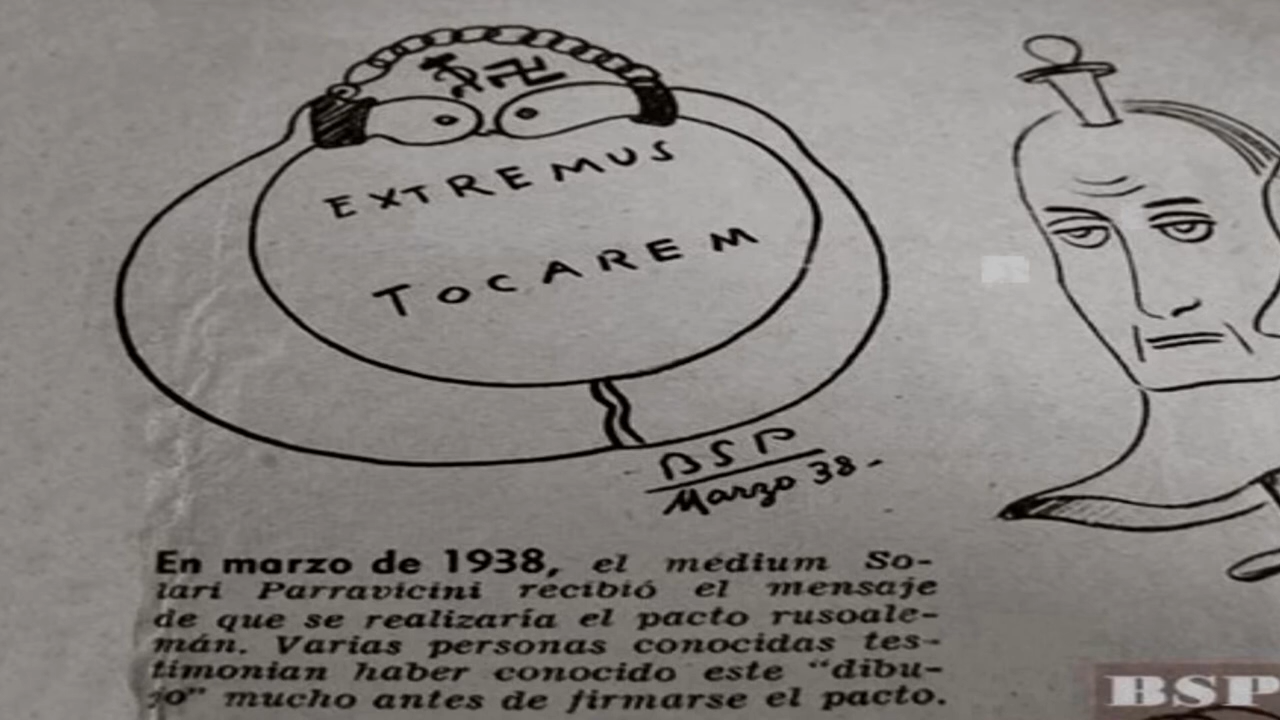 EXTREMUS
TOCAREM
BSP
Marzo 38.-
En marzo de 1938, el médium So-
lari Parravicini recibió el mensaje
de que se realizaría el pacto rusoale-
mán. Varias personas conocidas tes-
timonian haber conocido este “dibu-
jo” mucho antes de firmarse el pacto.
BSP